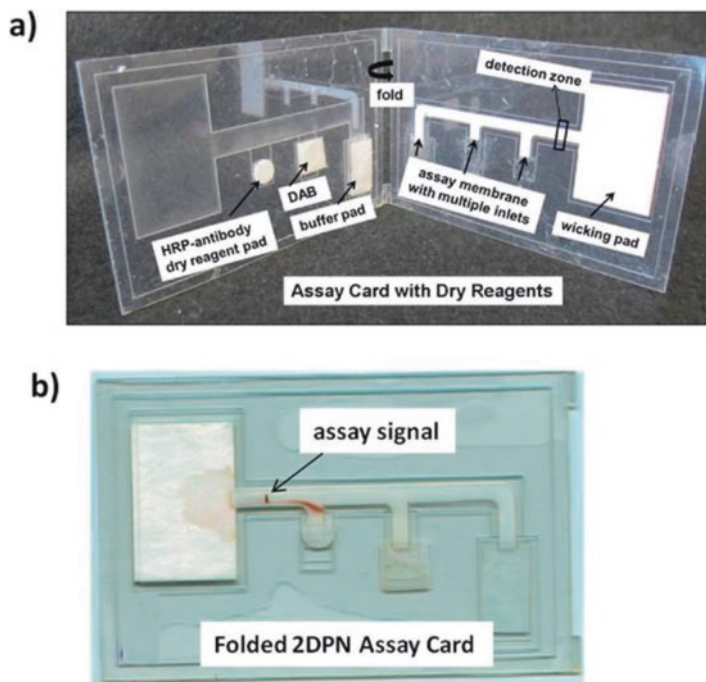 a)
fold
detection
zone
DAB
buffer pad
HRP-antibody
dry reagent pad
assay membrane
with multiple inlets
wicking pad
Assay Card with Dry Reagents
b)
assay signal
Folded 2DPN Assay Card